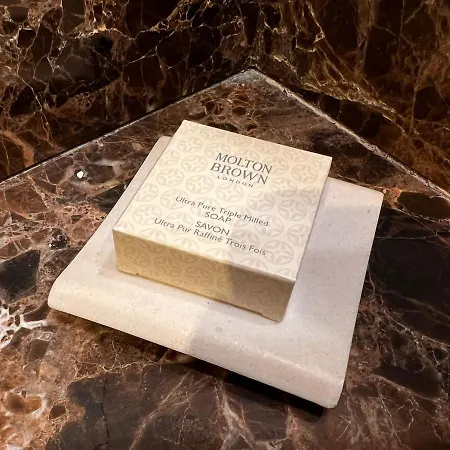 MOLTON
BROWN
LONDON
Ultra Pure Triple Milled
SOAP
SAVON
Ultra Pur Raffiné Trois Fois